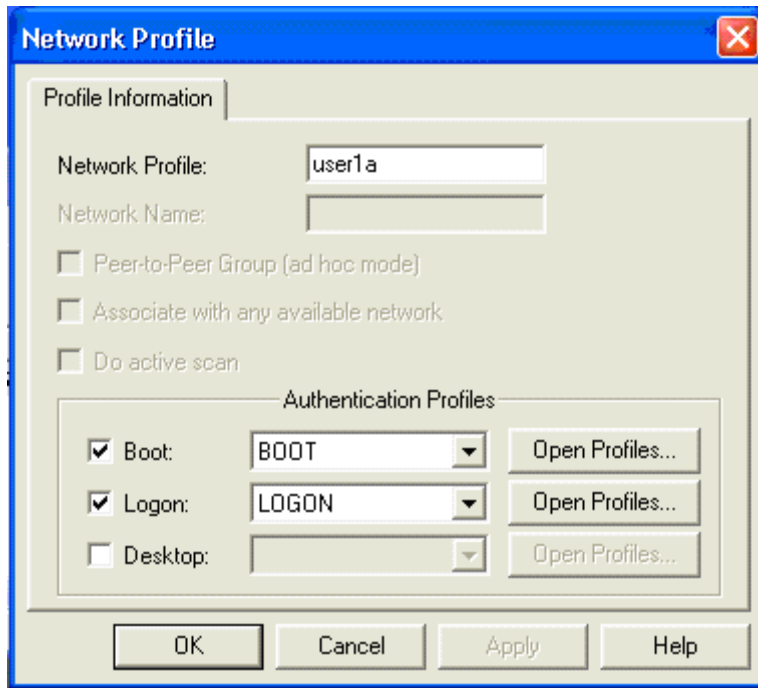 Network Profile
Profile Information
Network Profile: user1a
Network Name:
Peer-to-Peer Group (ad hoc mode)
Associate with any available network
Do active scan
Authentication Profiles
Boot: BOOT Open Profiles...
Logon: LOGON Open Profiles...
Desktop: Open Profiles...
OK Cancel Apply Help